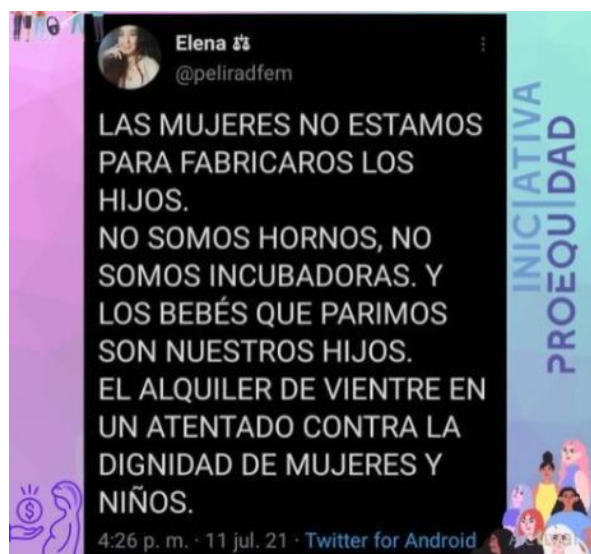 Elena ⚖
@peliradfem
LAS MUJERES NO ESTAMOS
PARA FABRICAROS LOS
HIJOS.
NO SOMOS HORNOS, NO
SOMOS INCUBADORAS. Y
LOS BEBÉS QUE PARIMOS
SON NUESTROS HIJOS.
EL ALQUILER DE VIENTRE EN
UN ATENTADO CONTRA LA
DIGNIDAD DE MUJERES Y
NIÑOS.
4:26 p. m. · 11 jul. 21 · Twitter for Android
INICIATIVA
PROEQUIDAD
$